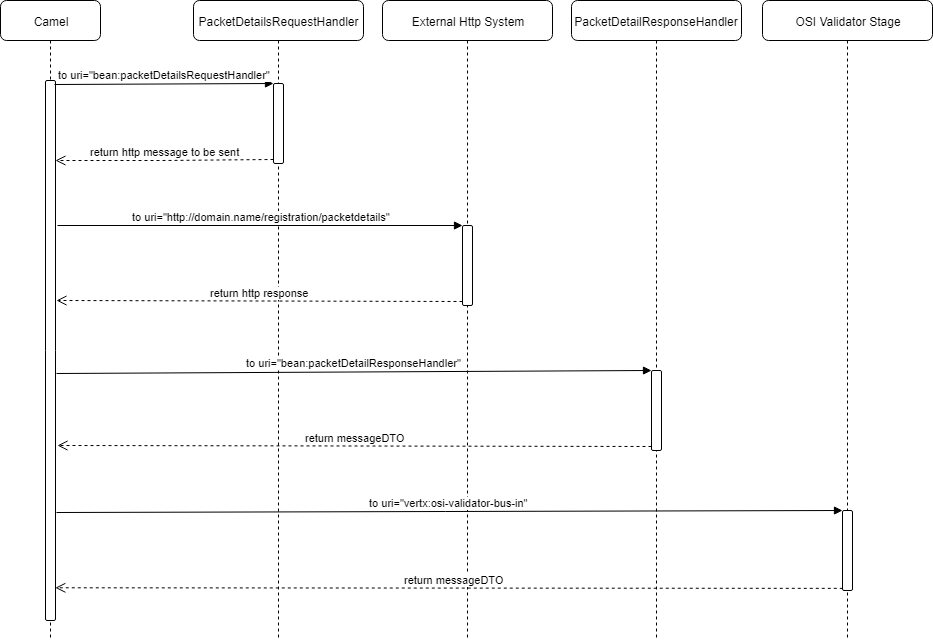 Camel
PacketDetailsRequestHandler
External Http System
PacketDetailResponseHandler
OSI Validator Stage
to uri="bean:packetDetailsRequestHandler"
return http message to be sent
to uri="http://domain.name/registration/packetdetails"
return http response
to uri="bean:packetDetailResponseHandler"
return messageDTO
to uri="vertx:osi-validator-bus-in"
return messageDTO